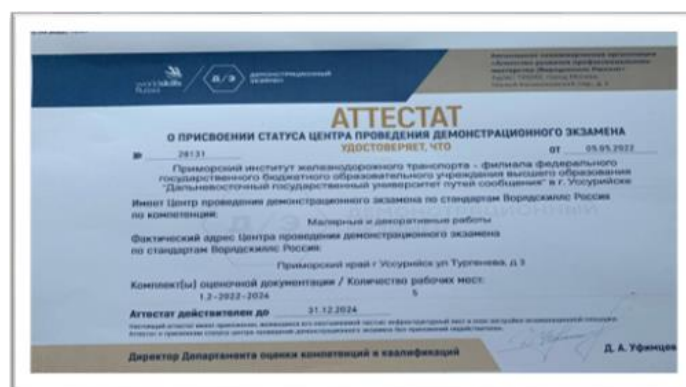 worldskills
Russia
Д/Э
ДЕМОНСТРАЦИОННЫЙ
ЭКЗАМЕН
АТТЕСТАТ
О ПРИСВОЕНИИ СТАТУСА ЦЕНТРА ПРОВЕДЕНИЯ ДЕМОНСТРАЦИОННОГО ЭКЗАМЕНА
УДОСТОВЕРЯЕТ, ЧТО
№ 28131 от 05.05.2022
Приморский институт железнодорожного транспорта - филиала федерального
государственного бюджетного образовательного учреждения высшего образования
"Дальневосточный государственный университет путей сообщения" в г. Уссурийске
Имеет Центр проведения демонстрационного экзамена по стандартам Ворлдскиллс Россия
по компетенции:
Малярные и декоративные работы
Фактический адрес Центра проведения демонстрационного экзамена
по стандартам Ворлдскиллс Россия:
Приморский край г Уссурийск ул Тургенева, д 3
Комплект(ы) оценочной документации / Количество рабочих мест:
1.2-2022-2024 5
Аттестат действителен до 31.12.2024
Директор Департамента оценки компетенций и квалификаций Д. А. Уфимцев